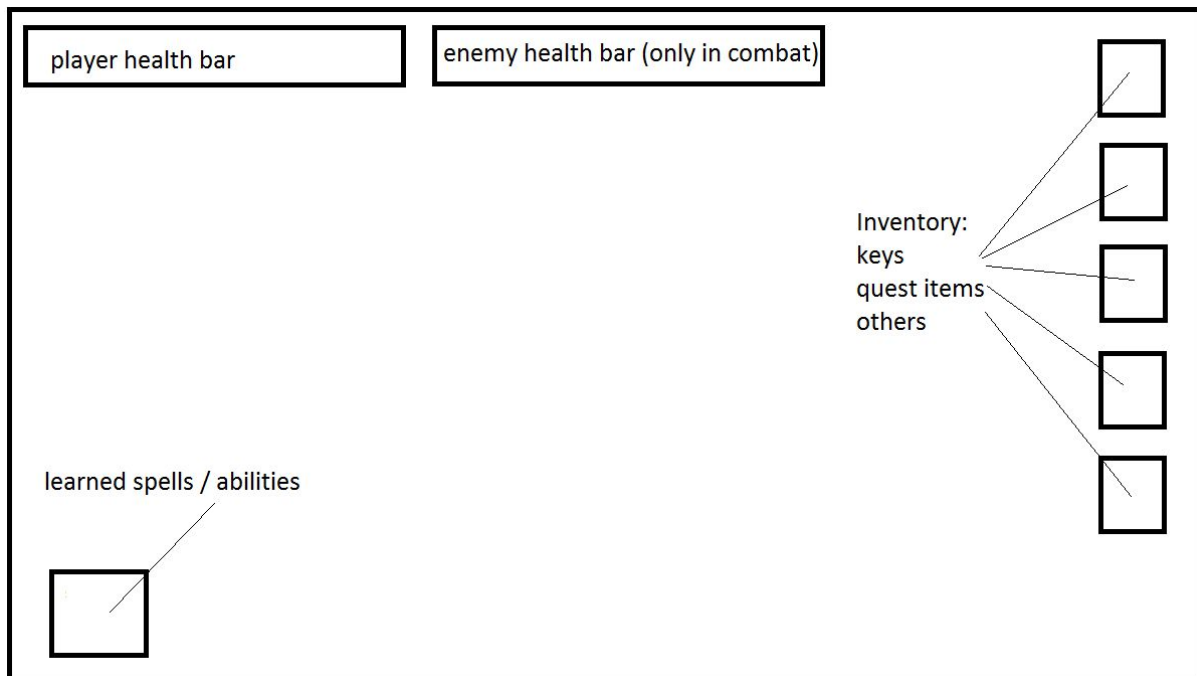 player health bar
enemy health bar (only in combat)
Inventory:
keys
quest items
others
learned spells / abilities